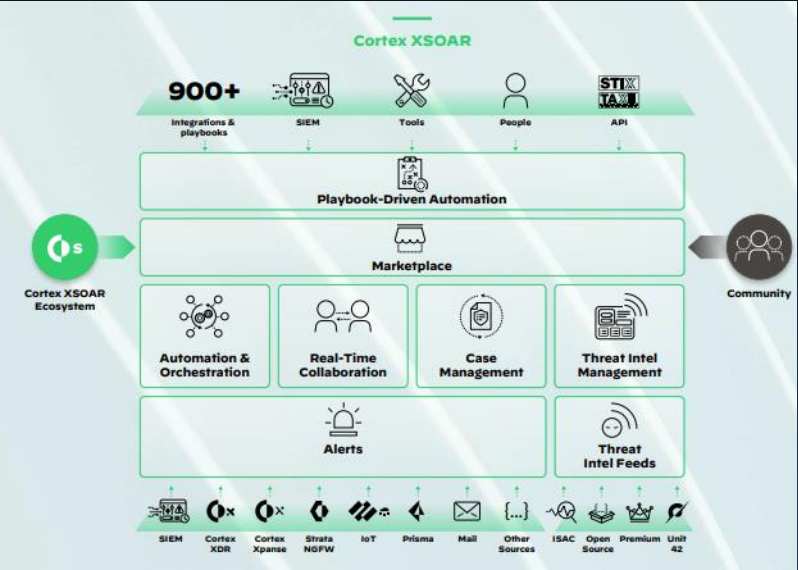 Cortex XSOAR
900+
Integrations &
playbooks
SIEM
Tools
People
STIX
TAXII
API
Playbook-Driven Automation
Marketplace
S
Cortex XSOAR
Ecosystem
Community
Automation &
Orchestration
Real-Time
Collaboration
Case
Management
Threat Intel
Management
Alerts
Threat
Intel Feeds
{...}
SIEM
Cortex
XDR
Cortex
Xpanse
Strata
NGFW
IoT
Prisma
Mail
Other
Sources
ISAC
Open
Source
Premium
Unit
42